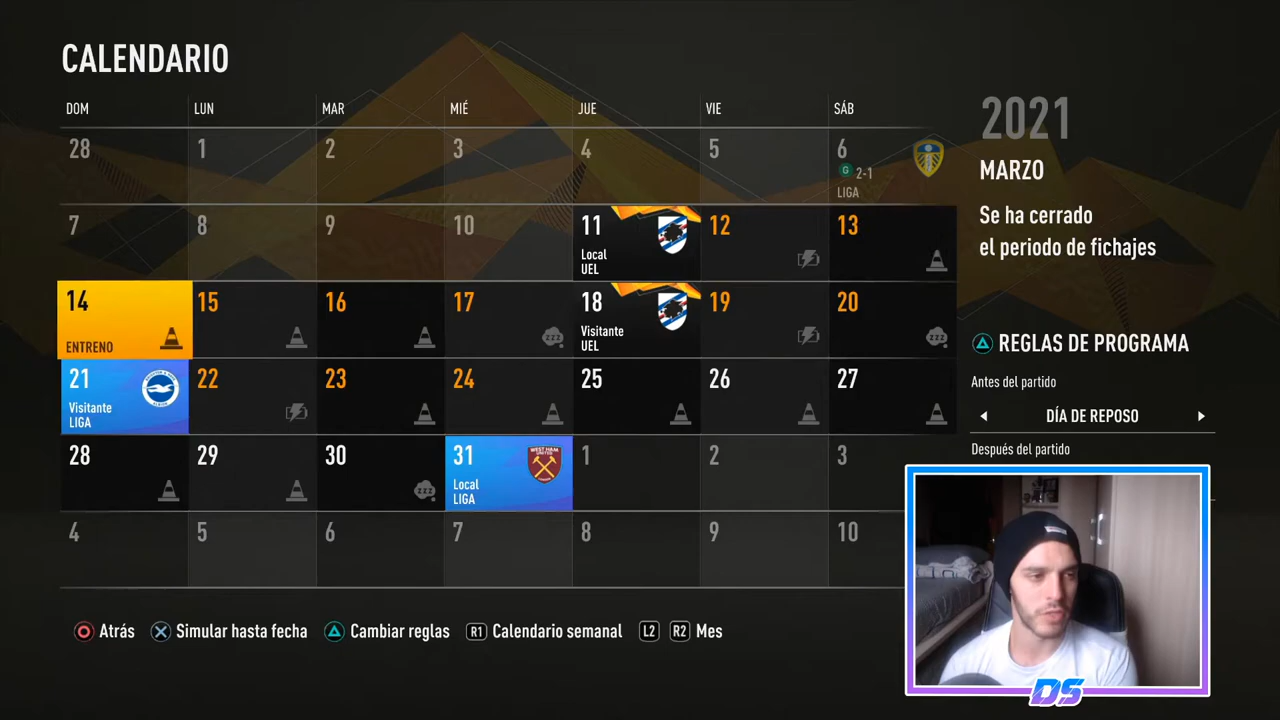 CALENDARIO
DOM LUN MAR MIÉ JUE VIE SÁB
28 1 2 3 4 5 6
G 2-1
LIGA
7 8 9 10 11 12 13
Local
UEL
14 15 16 17 18 19 20
ENTRENO
Visitante
UEL
21 22 23 24 25 26 27
Visitante
LIGA
28 29 30 31 1 2 3
WEST HAM
UNITED
Local
LIGA
4 5 6 7 8 9 10
2021
MARZO
Se ha cerrado
el periodo de fichajes
REGLAS DE PROGRAMA
Antes del partido
DÍA DE REPOSO
Después del partido
Atrás Simular hasta fecha Cambiar reglas R1 Calendario semanal L2 R2 Mes
DS